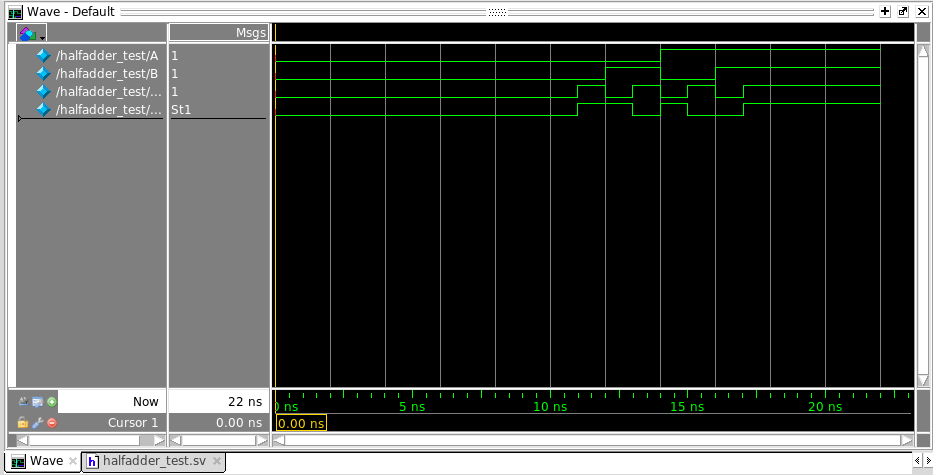 Wave - Default
Msgs
/halfadder_test/A 1
/halfadder_test/B 1
/halfadder_test/... 1
/halfadder_test/... St1
Now 22 ns
0 ns 5 ns 10 ns 15 ns 20 ns
Cursor 1 0.00 ns
0.00 ns
Wave halfadder_test.sv